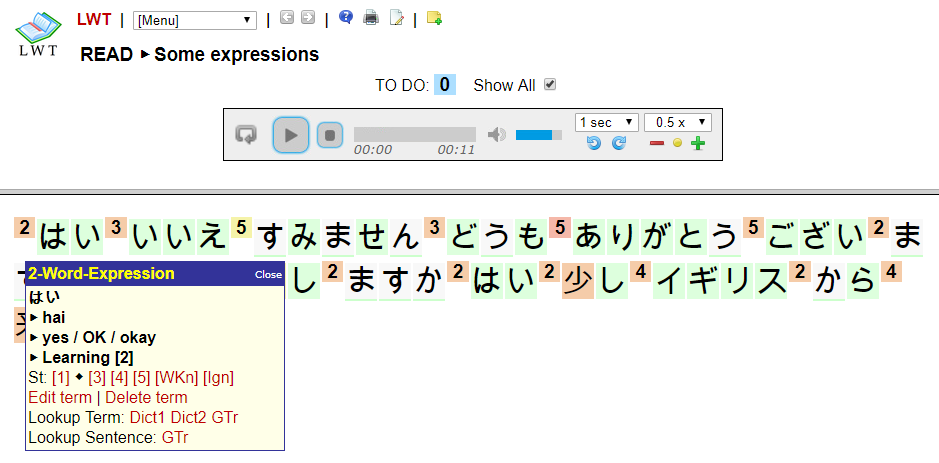 LWT | [Menu] | | |
LWT
READ ▸ Some expressions
TO DO: 0 Show All
1 sec 0.5 x
00:00 00:11
2 はい 3 いいえ 5 すみません 3 どうも 5 ありがとう 5 ござい 2 ま
し 2 ますか 2 はい 2 少し 4 イギリス 2 から 4
2-Word-Expression Close
はい
▸ hai
▸ yes / OK / okay
▸ Learning [2]
St: [1] ◆ [3] [4] [5] [WKn] [Ign]
Edit term | Delete term
Lookup Term: Dict1 Dict2 GTr
Lookup Sentence: GTr